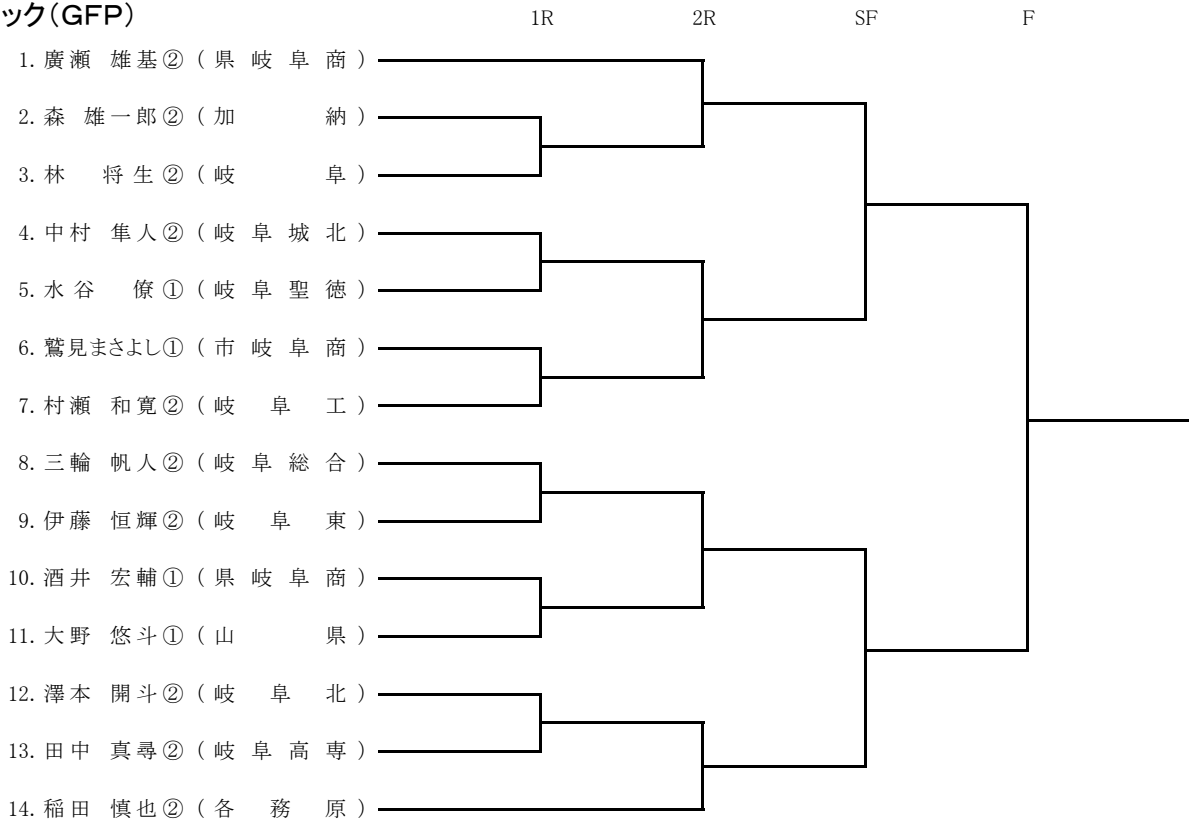 ック(GFP)
1R 2R SF F
1. 廣瀬 雄基② (県岐阜商)
2. 森 雄一郎② (加納)
3. 林 将生② (岐阜)
4. 中村 隼人② (岐阜城北)
5. 水谷 僚① (岐阜聖徳)
6. 鷲見まさよし① (市岐阜商)
7. 村瀬 和寛② (岐阜工)
8. 三輪 帆人② (岐阜総合)
9. 伊藤 恒輝② (岐阜東)
10. 酒井 宏輔① (県岐阜商)
11. 大野 悠斗① (山県)
12. 澤本 開斗② (岐阜北)
13. 田中 真尋② (岐阜高専)
14. 稲田 慎也② (各務原)